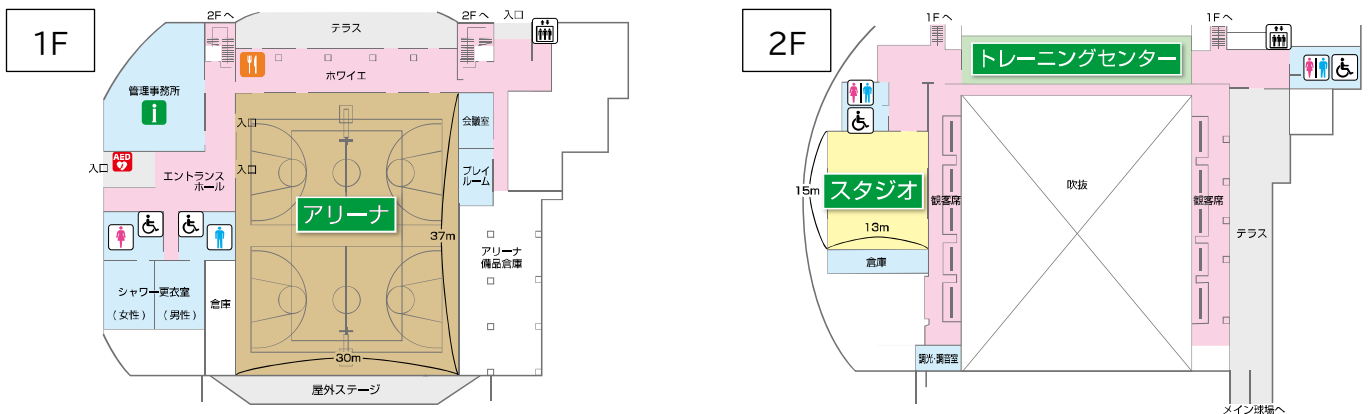 1F
2Fへ
テラス
2Fへ
入口
ホワイエ
管理事務所
i
入口
会議室
AED
入口
入口
エントランス
ホール
プレイ
ルーム
アリーナ
37m
アリーナ
備品倉庫
シャワー更衣室
倉庫
(女性)
(男性)
30m
屋外ステージ
2F
1Fへ
1Fへ
トレーニングセンター
15m
スタジオ
吹抜
観客席
観客席
13m
テラス
倉庫
調光・調音室
メイン球場へ